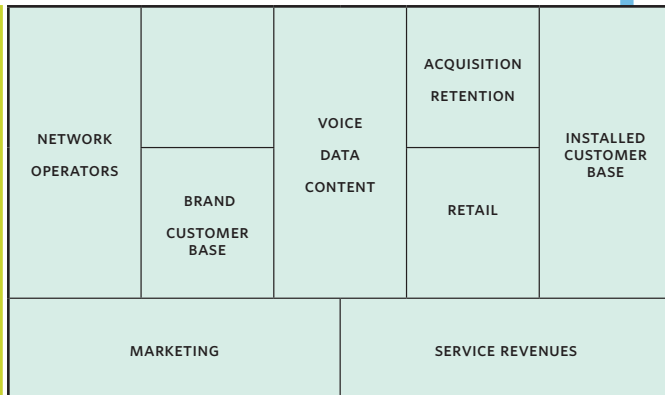 NETWORK
OPERATORS
BRAND
CUSTOMER
BASE
VOICE
DATA
CONTENT
ACQUISITION
RETENTION
RETAIL
INSTALLED
CUSTOMER
BASE
MARKETING
SERVICE REVENUES